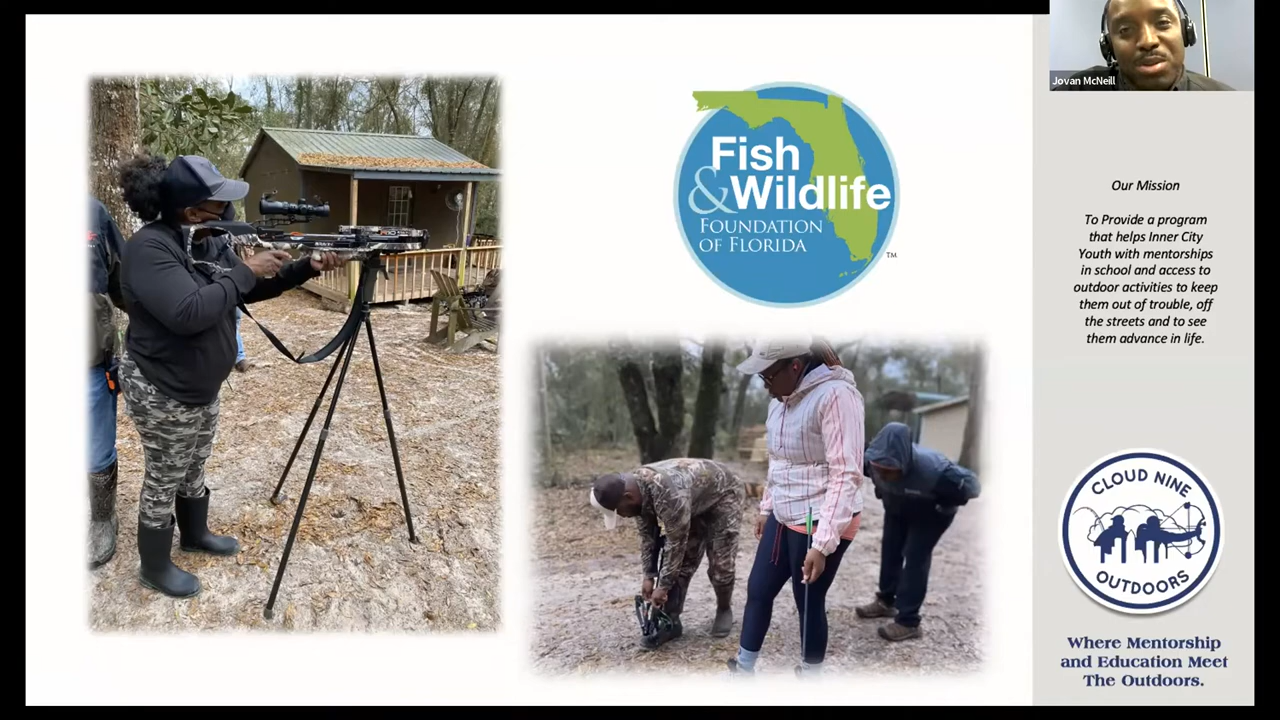 Fish
& Wildlife
FOUNDATION
OF FLORIDA
™
Jovan McNeill
Our Mission
To Provide a program
that helps Inner City
Youth with mentorships
in school and access to
outdoor activities to keep
them out of trouble, off
the streets and to see
them advance in life.
CLOUD NINE
OUTDOORS
Where Mentorship
and Education Meet
The Outdoors.